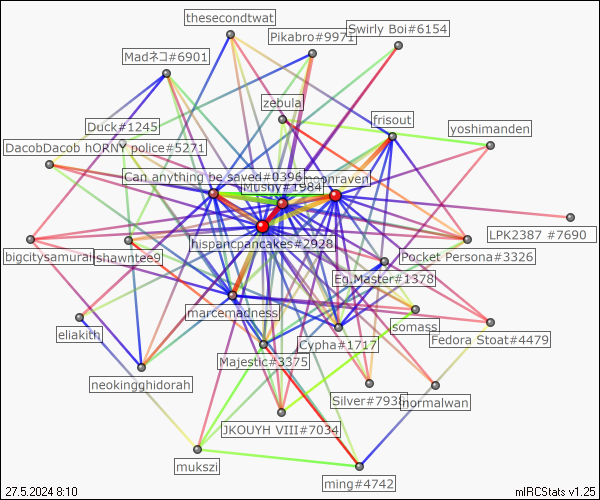 thesecondtwat
Pikabro#9971
Swirly Boi#6154
Madネコ#6901
zebula
frisout
Duck#1245
yoshimanden
DacobDacob hORNY police#5271
Can anything be saved#0396
Mushy#1984
moonraven
LPK2387 #7690
hispancpancakes#2928
bigcitysamurai
shawntee9
Pocket Persona#3326
Eg.Master#1378
marcemadness
somass
eliakith
Cypha#1717
Fedora Stoat#4479
Majestic#3375
neokingghidorah
Silver#7938
normalwan
JKOUYH VIII#7034
mukszi
ming#4742
27.5.2024 8:10
mIRCStats v1.25